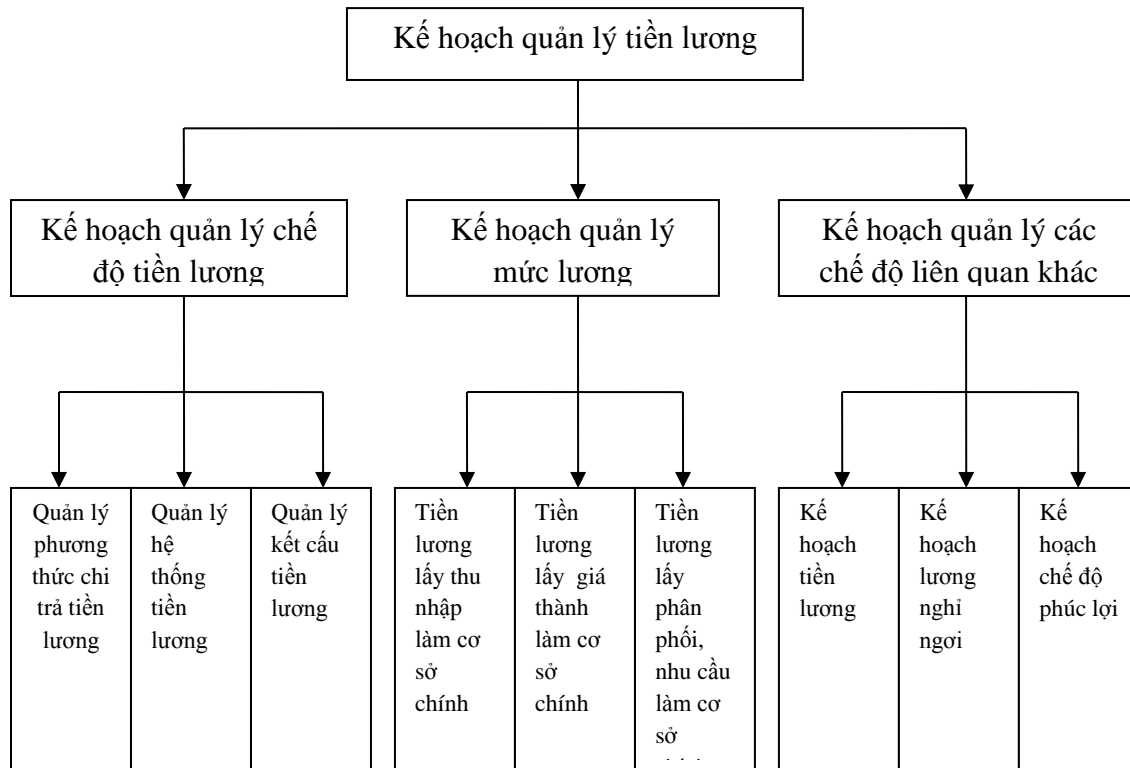 Kế hoạch quản lý tiền lương
Kế hoạch quản lý chế
độ tiền lương
Kế hoạch quản lý
mức lương
Kế hoạch quản lý các
chế độ liên quan khác
Quản lý
phương
thức chi
trả tiền
lương
Quản lý
hệ
thống
tiền
lương
Quản lý
kết cấu
tiền
lương
Tiền
lương
lấy thu
nhập
làm cơ
sở
chính
Tiền
lương
lấy giá
thành
làm cơ
sở
chính
Tiền
lương
lấy
phân
phối,
nhu cầu
làm cơ
sở
Kế
hoạch
tiền
lương
Kế
hoạch
lương
nghỉ
ngơi
Kế
hoạch
chế độ
phúc lợi